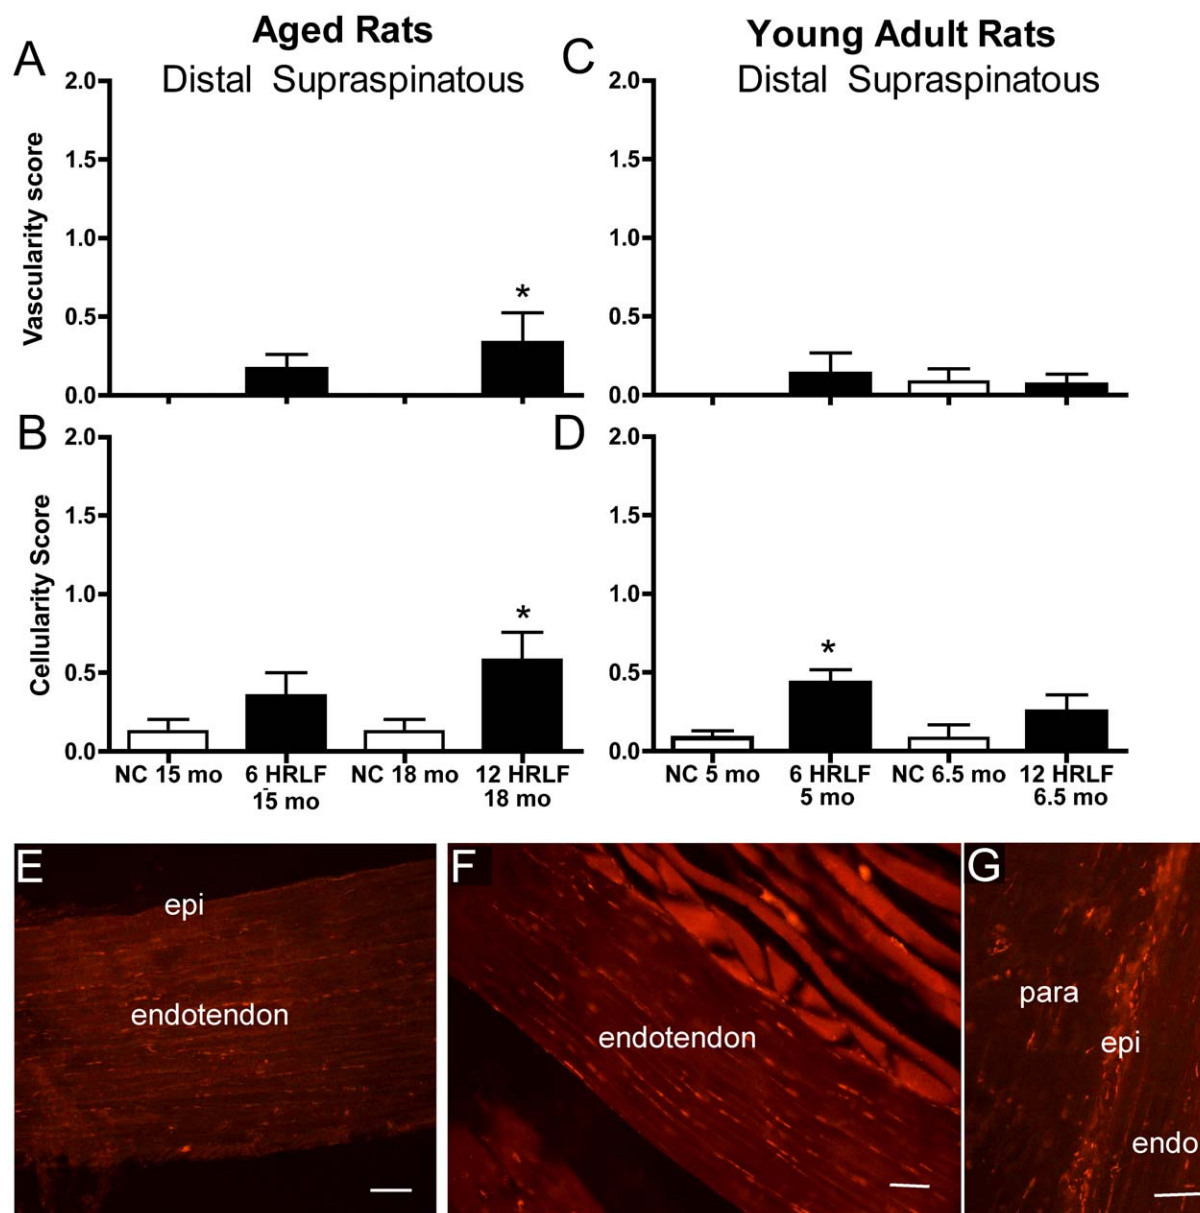 Aged Rats
Young Adult Rats
A
Distal Supraspinatous
C
Distal Supraspinatous
Vascularity score
2.0
1.5
1.0
0.5
0.0
*
2.0
1.5
1.0
0.5
0.0
B
D
Cellularity Score
2.0
1.5
1.0
0.5
0.0
*
2.0
1.5
1.0
0.5
0.0
*
NC 15 mo
6 HRLF
15 mo
NC 18 mo
12 HRLF
18 mo
NC 5 mo
6 HRLF
5 mo
NC 6.5 mo
12 HRLF
6.5 mo
E
epi
endotendon
F
endotendon
G
para
epi
endo